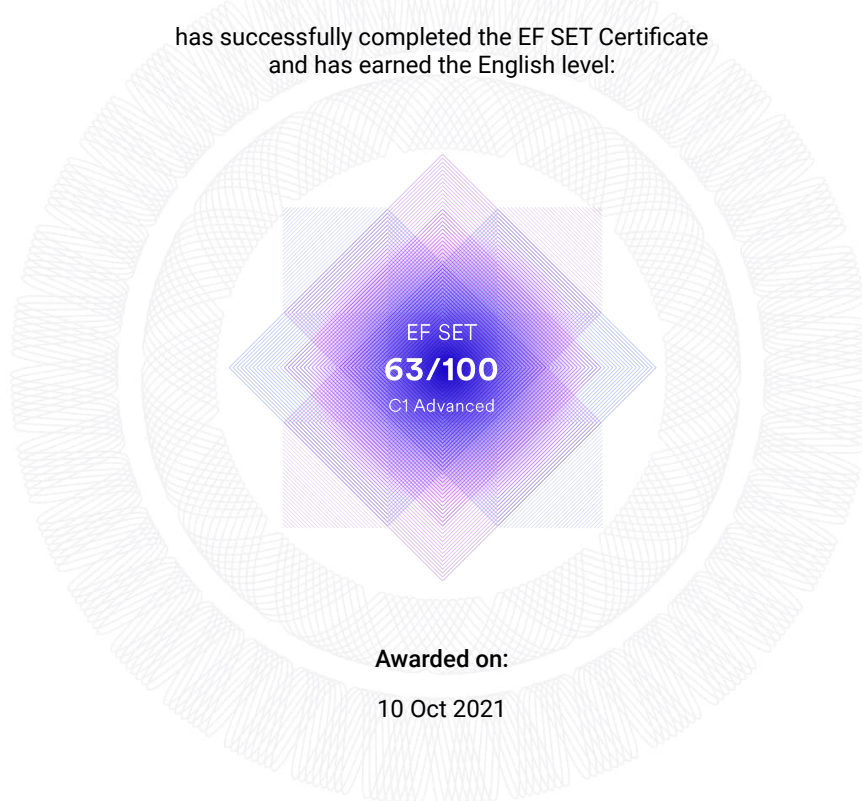 has successfully completed the EF SET Certificate
and has earned the English level:
EF SET
63/100
C1 Advanced
Awarded on:
10 Oct 2021